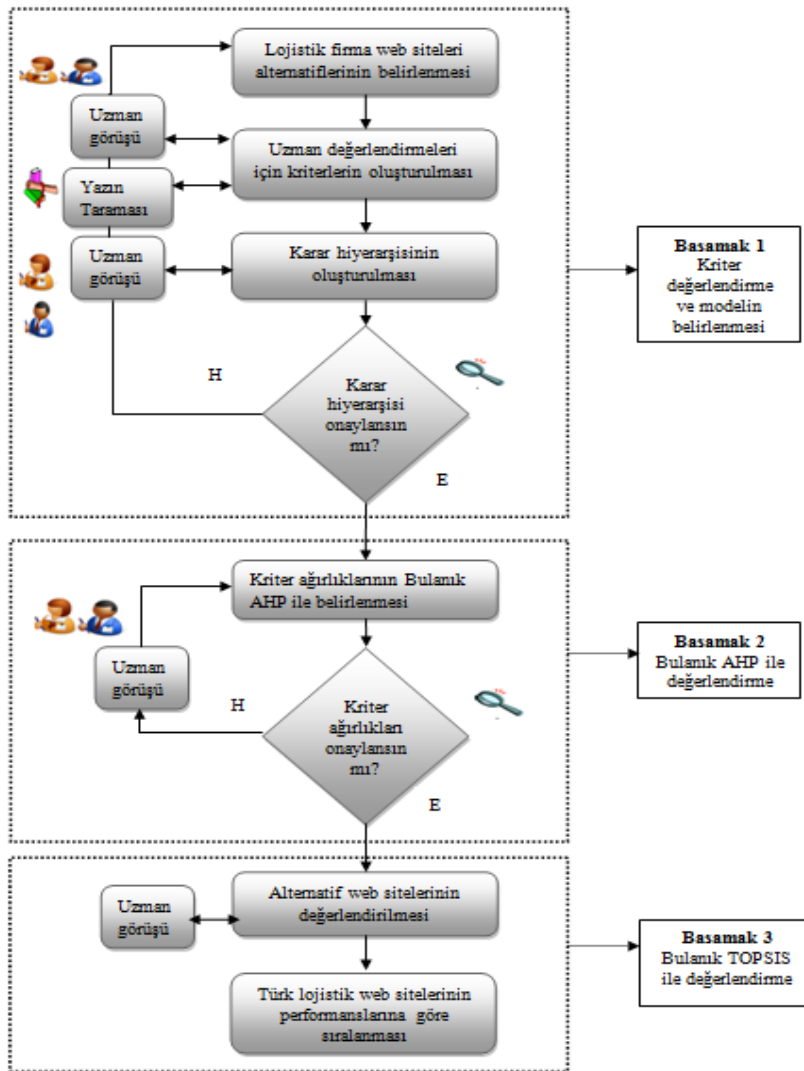 Lojistik firma web siteleri
alternatiflerinin belirlenmesi
Uzman
görüşü
Uzman değerlendirmeleri
için kriterlerin oluşturulması
Yazın
Taraması
Uzman
görüşü
Karar hiyerarşisinin
oluşturulması
Basamak 1
Kriter
değerlendirme
ve modelin
belirlenmesi
H
Karar
hiyerarşisi
onaylansın
mı?
E
Kriter ağırlıklarının Bulanık
AHP ile belirlenmesi
Uzman
görüşü
Basamak 2
Bulanık AHP ile
değerlendirme
H
Kriter
ağırlıkları
onaylansın
mı?
E
Uzman
görüşü
Alternatif web sitelerinin
değerlendirilmesi
Basamak 3
Bulanık TOPSIS
ile değerlendirme
Türk lojistik web sitelerinin
performanslarına göre
sıralanması